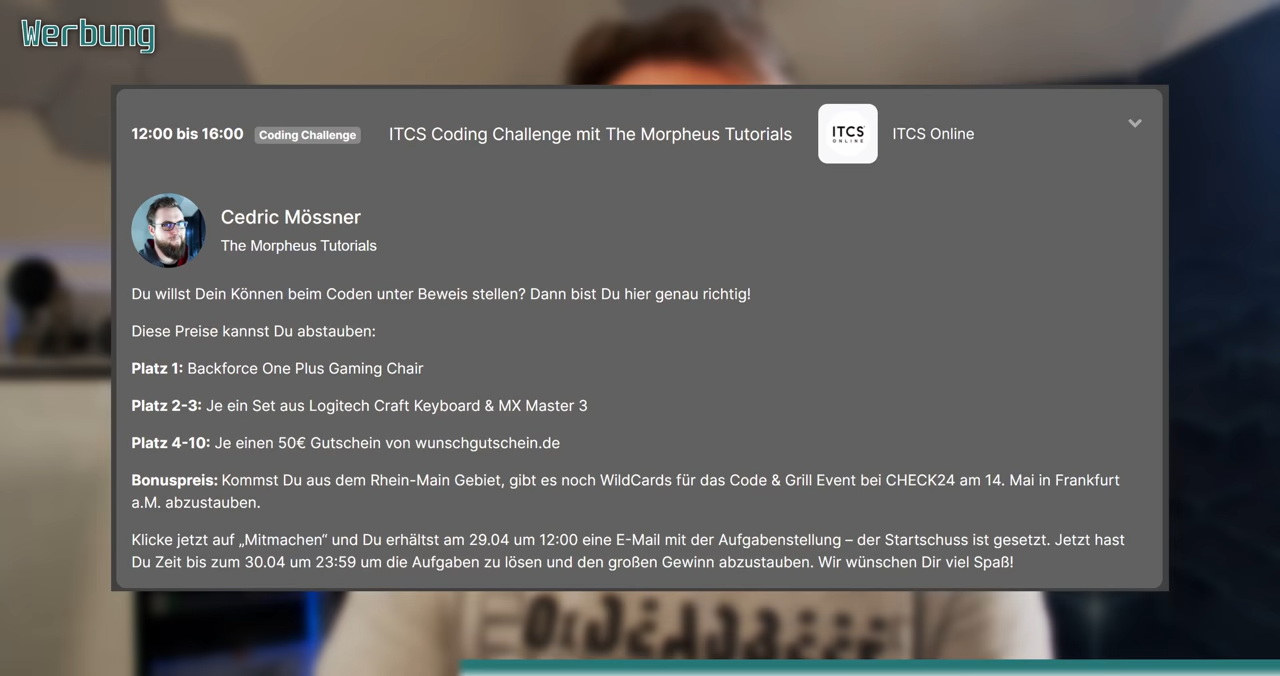 Werbung
12:00 bis 16:00 Coding Challenge ITCS Coding Challenge mit The Morpheus Tutorials ITCS ONLINE ITCS Online
Cedric Mössner
The Morpheus Tutorials
Du willst Dein Können beim Coden unter Beweis stellen? Dann bist Du hier genau richtig!
Diese Preise kannst Du abstauben:
Platz 1: Backforce One Plus Gaming Chair
Platz 2-3: Je ein Set aus Logitech Craft Keyboard & MX Master 3
Platz 4-10: Je einen 50€ Gutschein von wunschgutschein.de
Bonuspreis: Kommst Du aus dem Rhein-Main Gebiet, gibt es noch WildCards für das Code & Grill Event bei CHECK24 am 14. Mai in Frankfurt
a.M. abzustauben.
Klicke jetzt auf „Mitmachen“ und Du erhältst am 29.04 um 12:00 eine E-Mail mit der Aufgabenstellung – der Startschuss ist gesetzt. Jetzt hast
Du Zeit bis zum 30.04 um 23:59 um die Aufgaben zu lösen und den großen Gewinn abzustauben. Wir wünschen Dir viel Spaß!